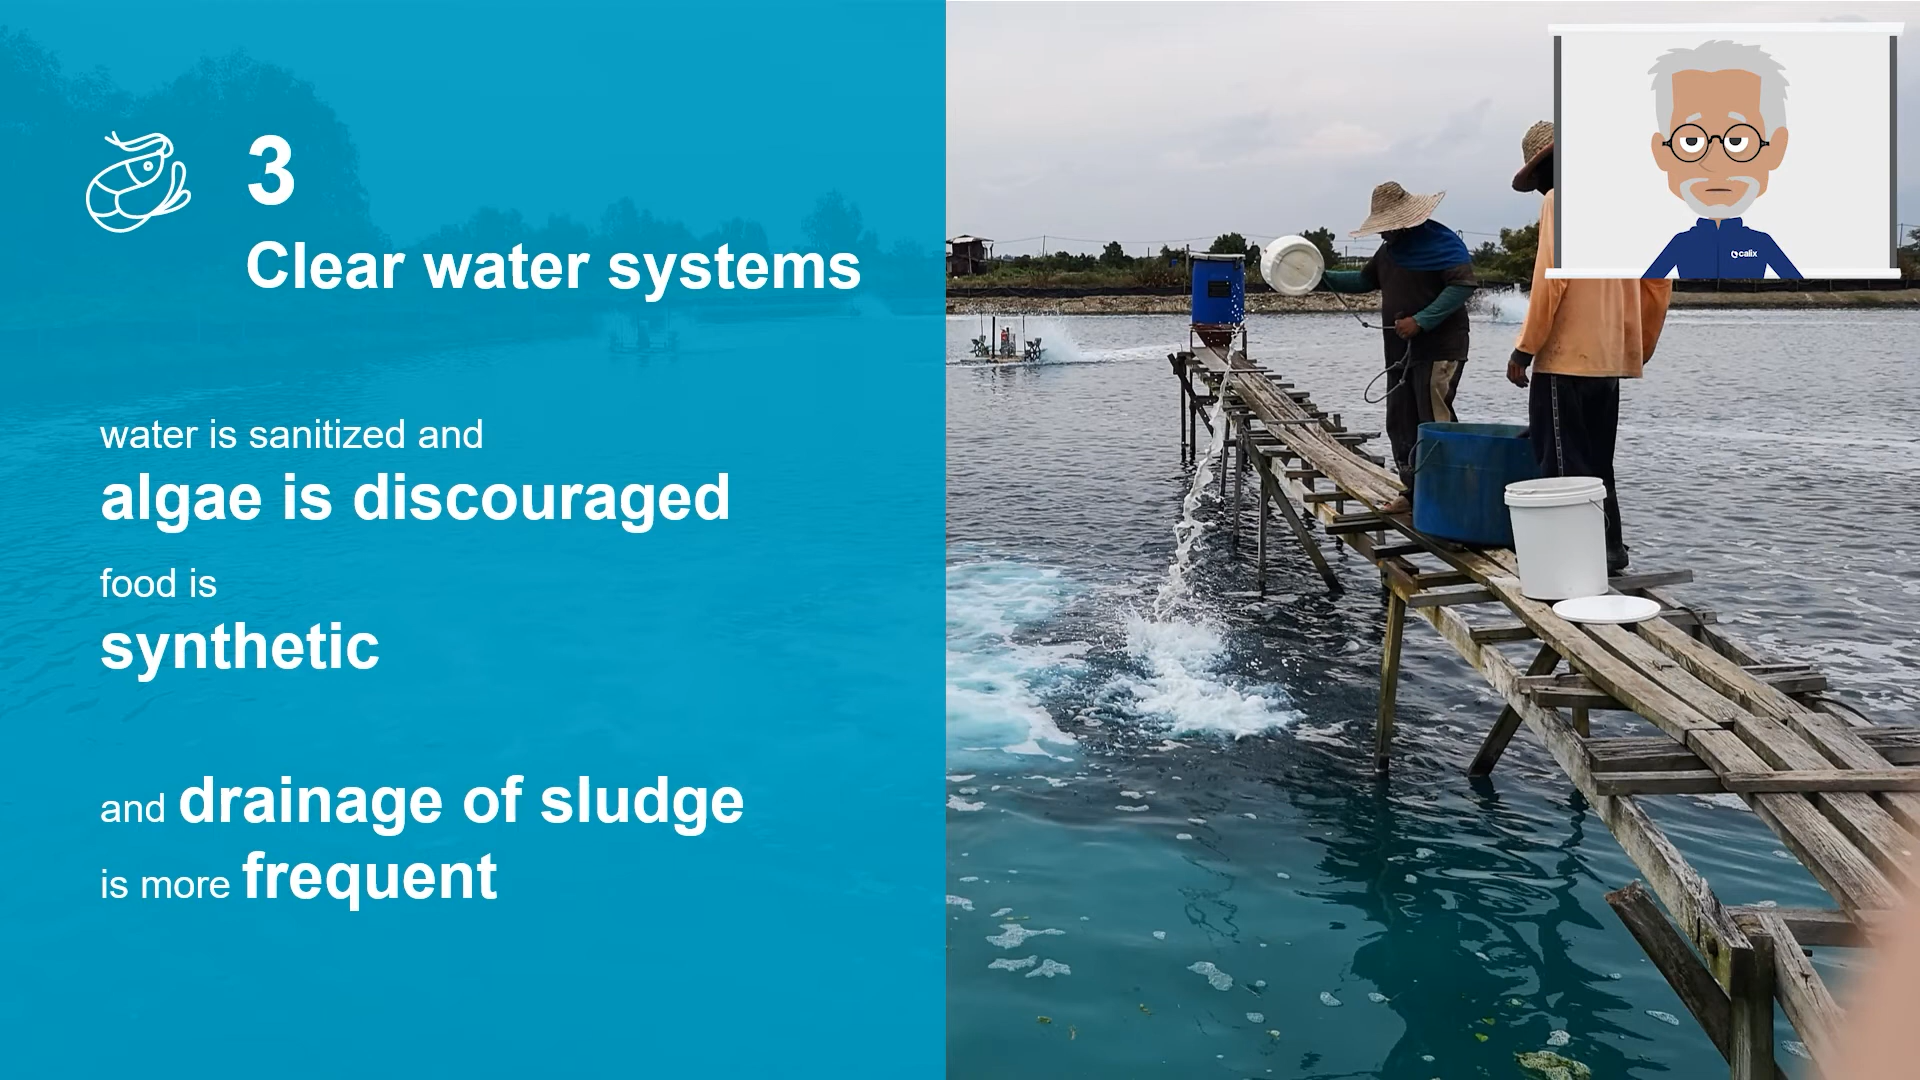 3
Clear water systems
water is sanitized and
algae is discouraged
food is
synthetic
and drainage of sludge
is more frequent
calix